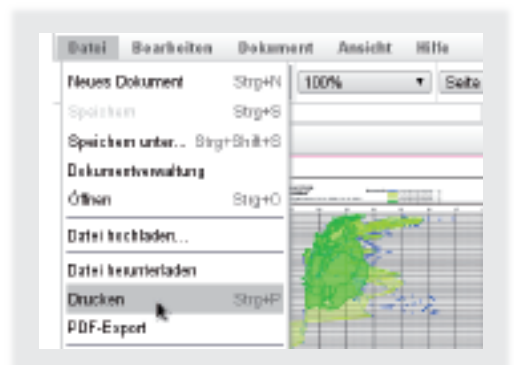 Datei Bearbeiten Dokument Ansicht Hilfe
Neues Dokument Strg+N 100% Seite
Speichern Strg+S
Speichern unter... Strg+Shift+S
Dokumentverwaltung
Öffnen Strg+O
Datei hochladen...
Datei herunterladen
Drucken Strg+P
PDF-Export